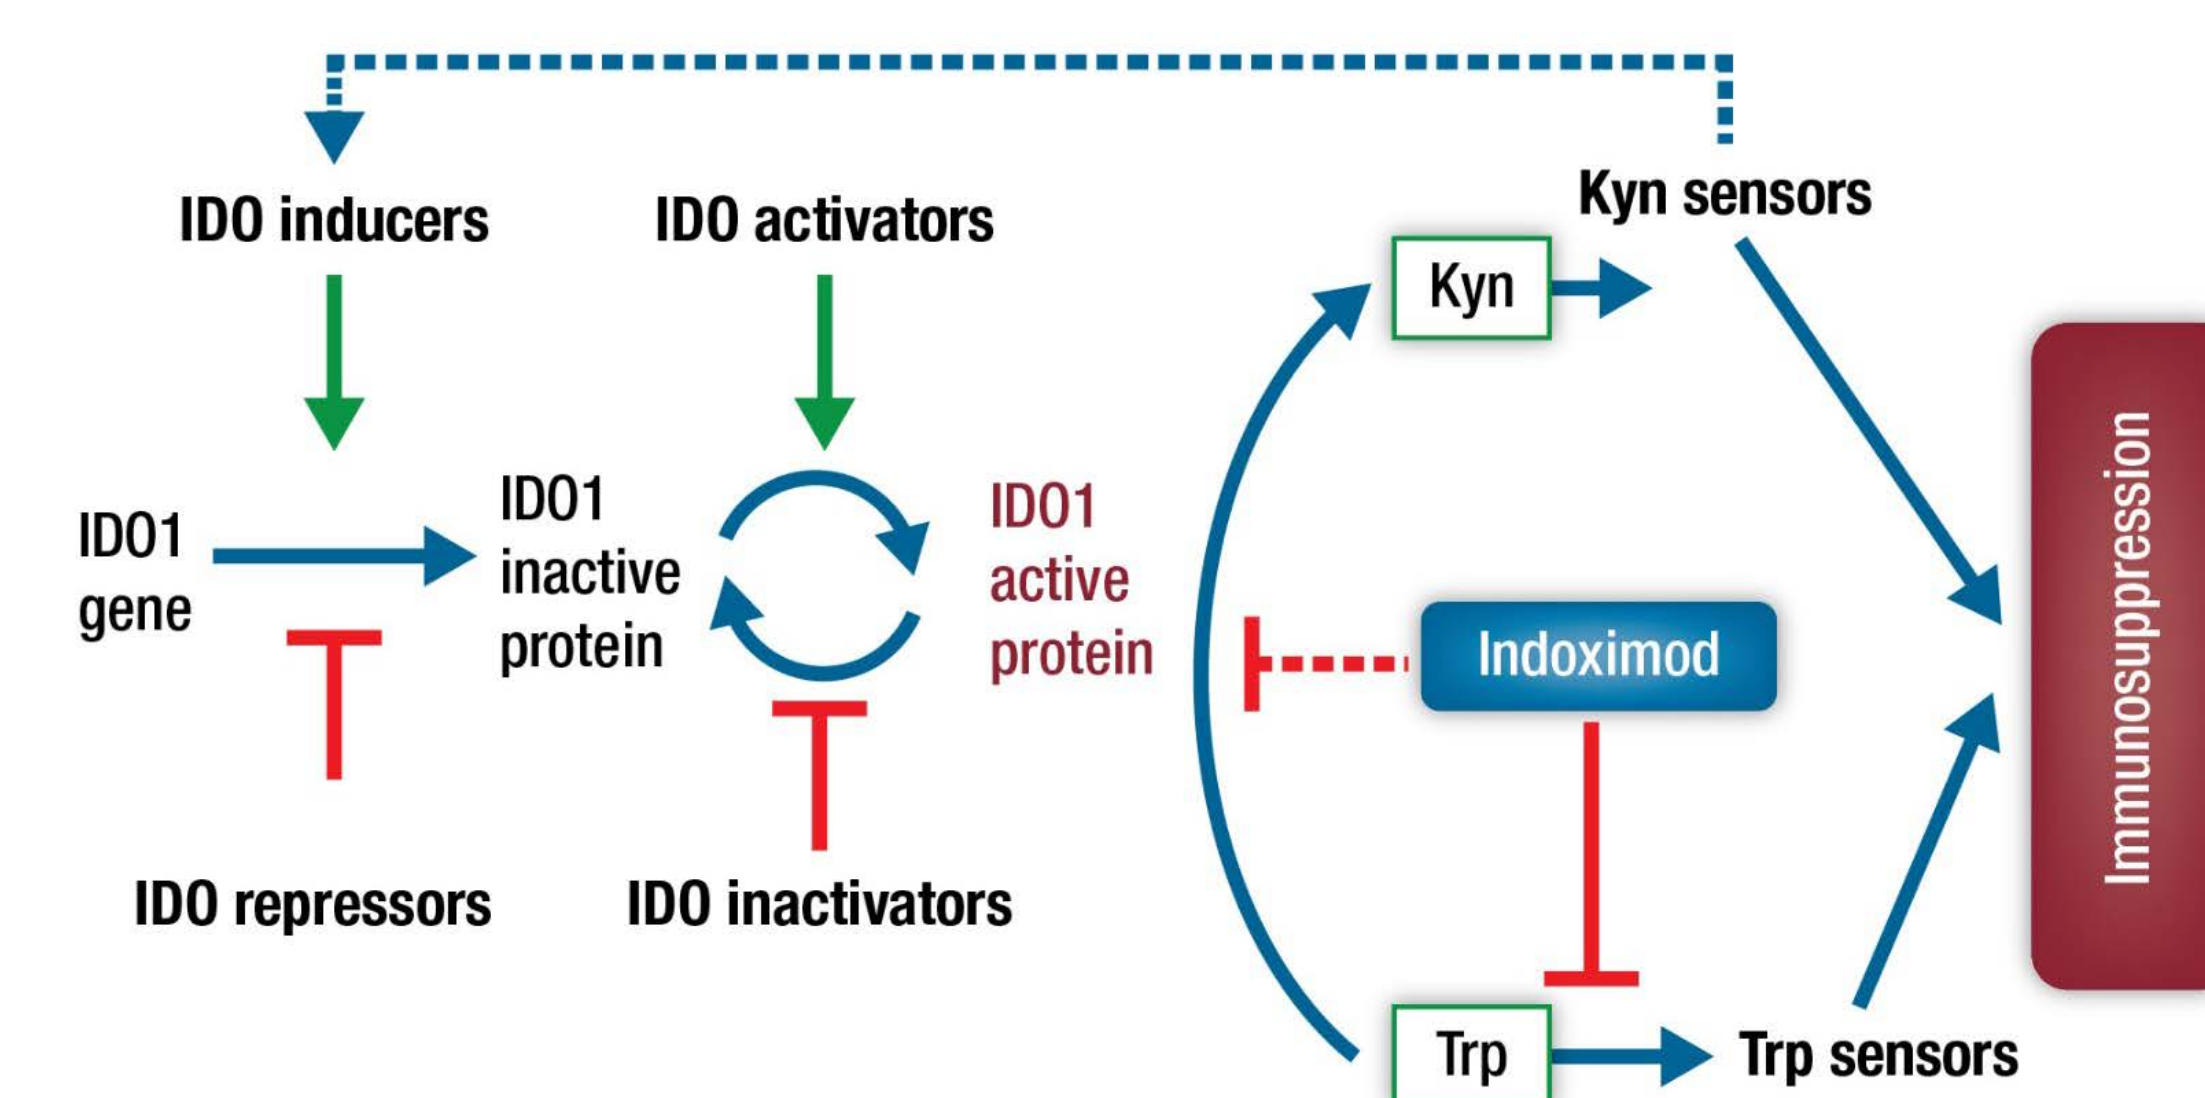 Kyn sensors
IDO inducers
IDO activators
Kyn
IDO1
gene
IDO1
inactive
protein
IDO1
active
protein
Indoximod
Immunosuppression
IDO repressors
IDO inactivators
Trp
Trp sensors